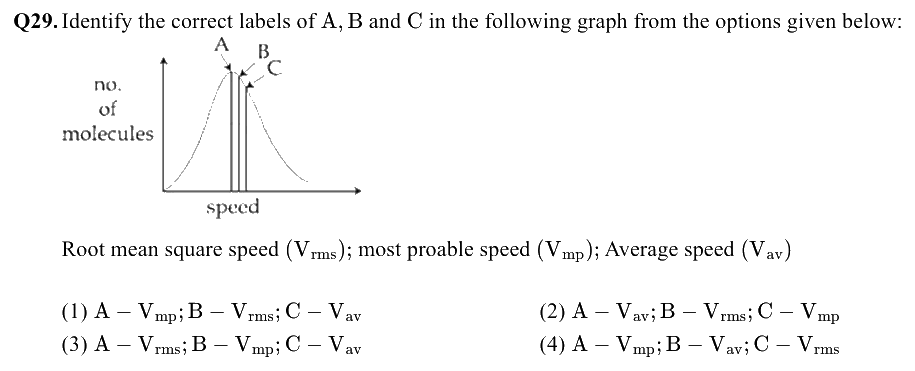 Q29. Identify the correct labels of A, B and C in the following graph from the options given below:
A
B
C
no.
of
molecules
speed
Root mean square speed (V_rms); most proable speed (V_mp); Average speed (V_av)
(1) A – V_mp; B – V_rms; C – V_av
(2) A – V_av; B – V_rms; C – V_mp
(3) A – V_rms; B – V_mp; C – V_av
(4) A – V_mp; B – V_av; C – V_rms